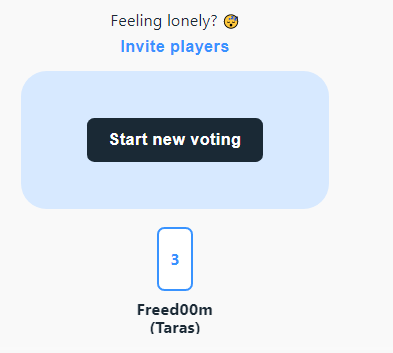 Feeling lonely? 😴
Invite players
Start new voting
3
Freed00m
(Taras)